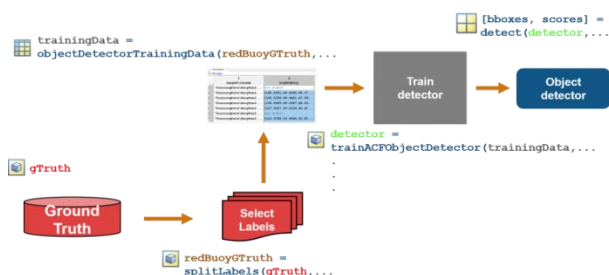 trainingData =
objectDetectorTrainingData(redBuoyGTruth,...
[bboxes, scores] =
detect(detector,...
Train
detector
Object
detector
detector =
trainACFObjectDetector(trainingData,...
.
.
.
gTruth
Ground
Truth
Select
Labels
redBuoyGTruth =
splitLabels(gTruth,...